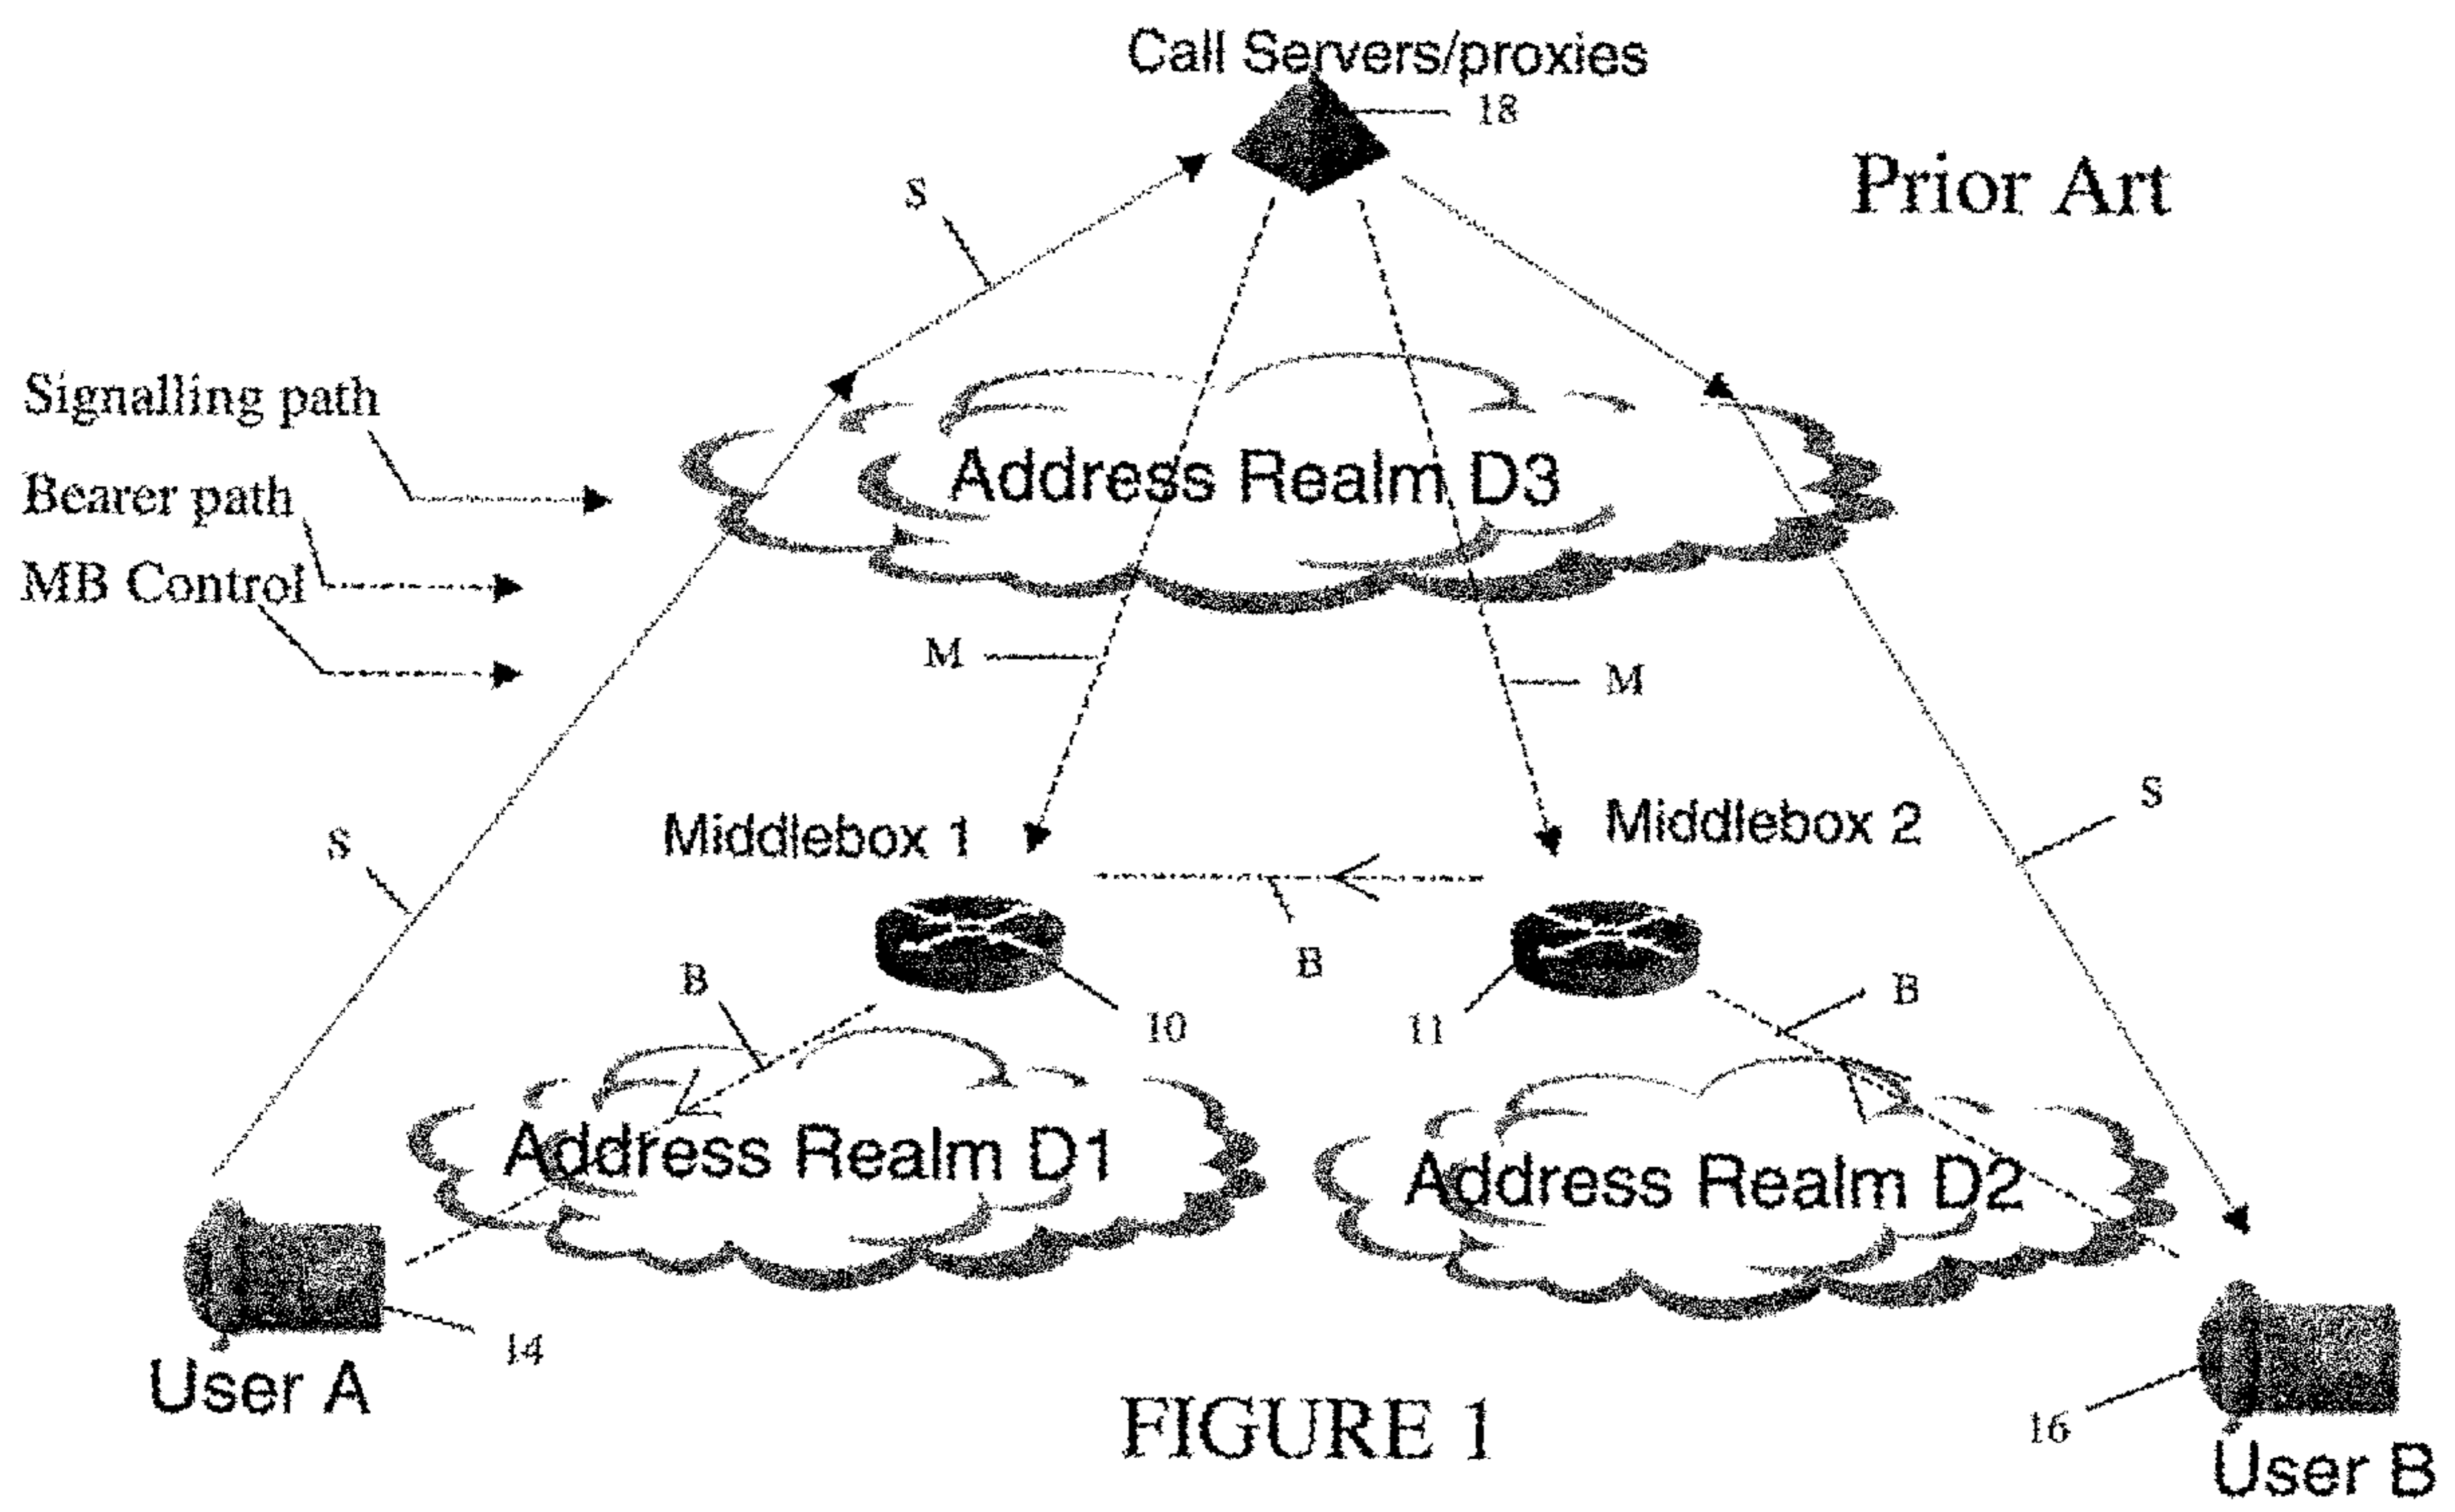 Call Servers/proxies
18
Prior Art
S
Signalling path
Bearer path
MB Control
Address Realm D3
M
M
S
S
Middlebox 1
Middlebox 2
B
B
B
10
11
Address Realm D1
Address Realm D2
14
User A
16
User B
FIGURE 1